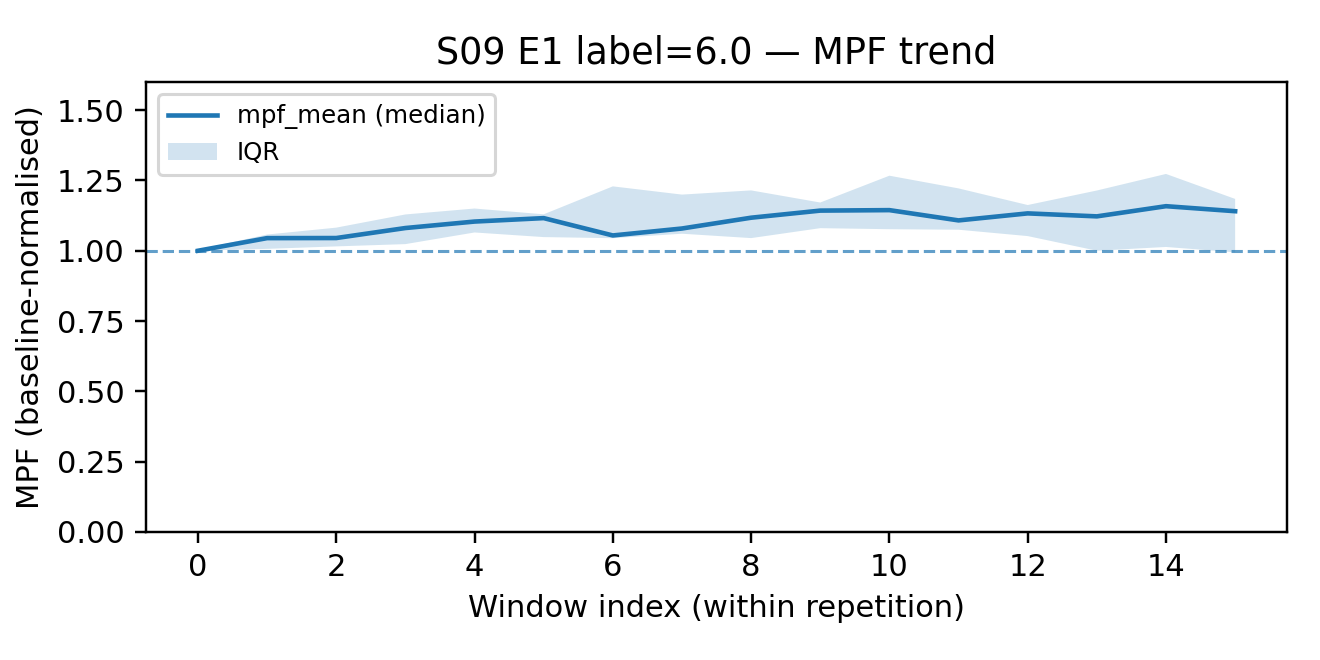 S09 E1 label=6.0 — MPF trend
mpf_mean (median)
IQR
MPF (baseline-normalised)
1.50
1.25
1.00
0.75
0.50
0.25
0.00
0 2 4 6 8 10 12 14
Window index (within repetition)